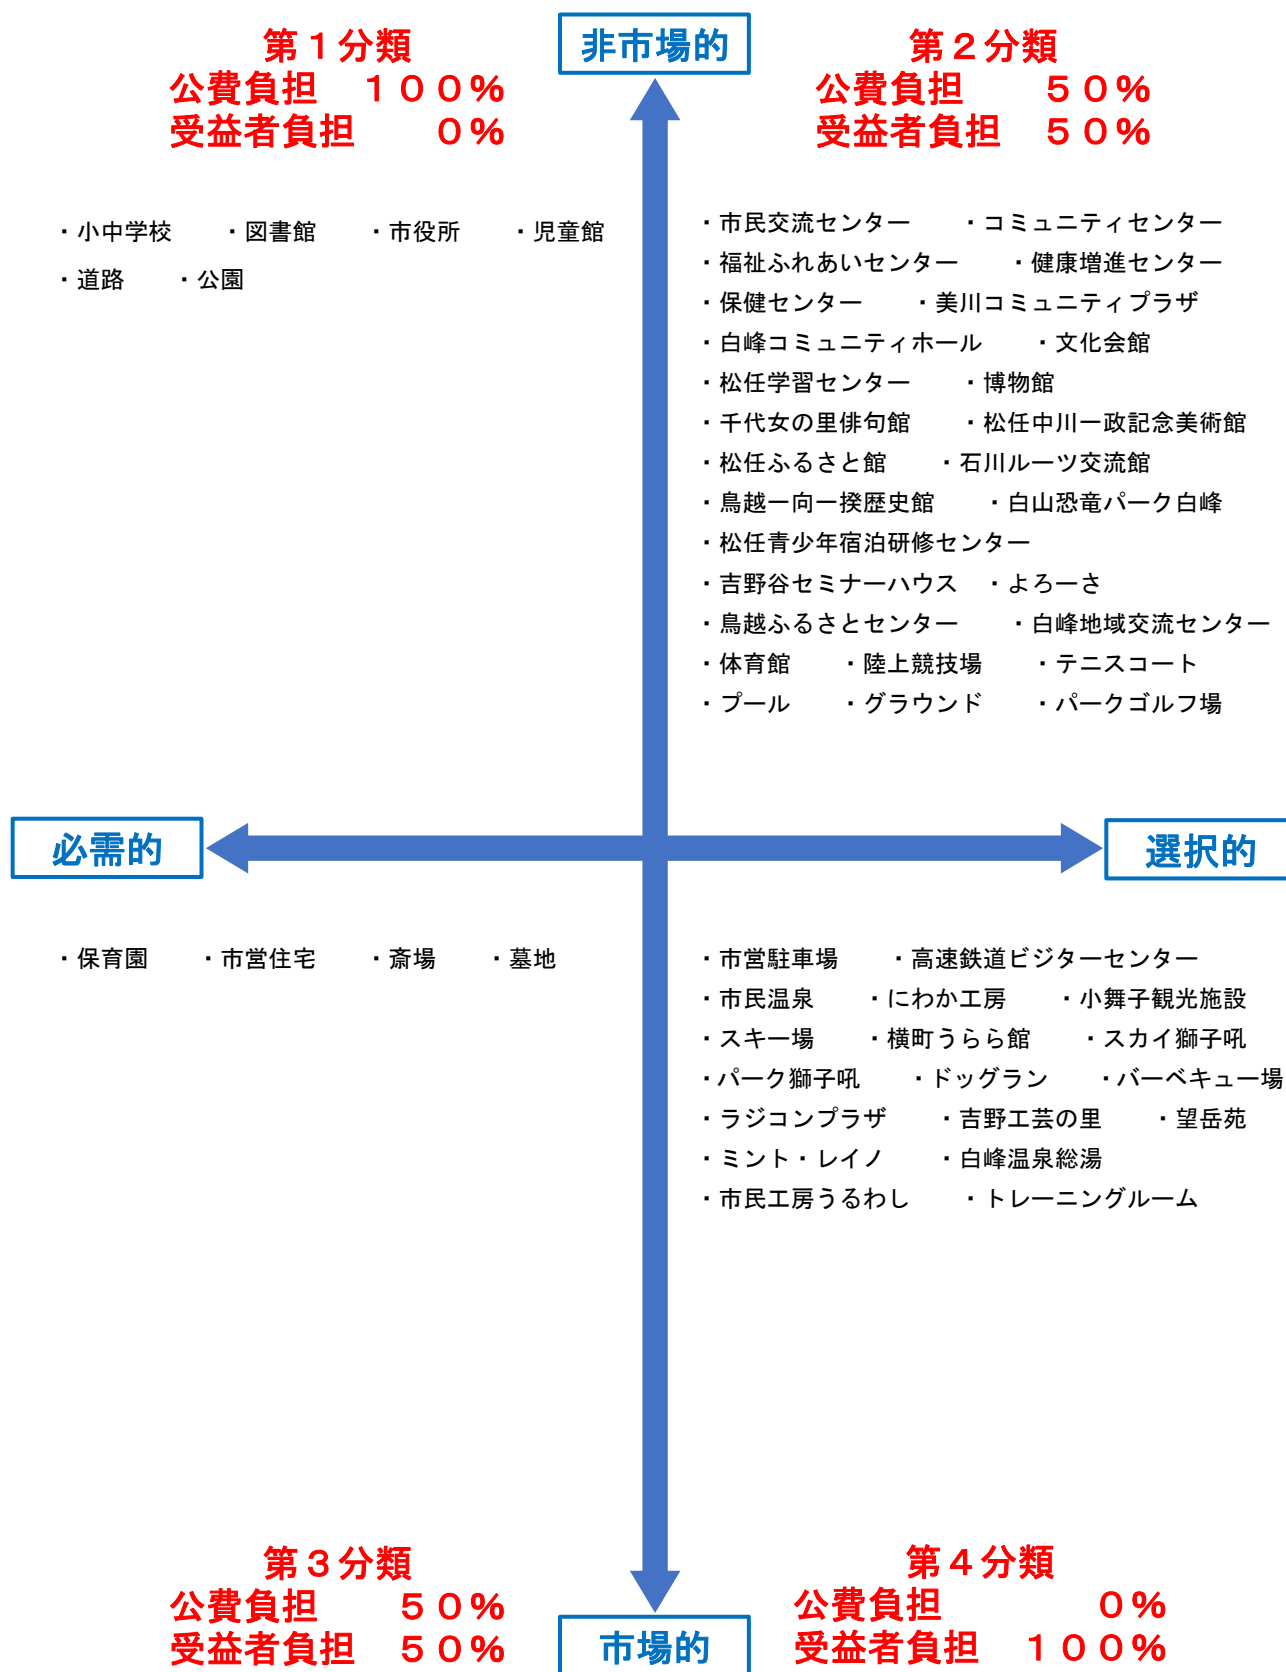 非市場的
第1分類
公費負担　100%
受益者負担　0%
第2分類
公費負担　50%
受益者負担　50%
・小中学校　・図書館　・市役所　・児童館
・道路　・公園
・市民交流センター　・コミュニティセンター
・福祉ふれあいセンター　・健康増進センター
・保健センター　・美川コミュニティプラザ
・白峰コミュニティホール　・文化会館
・松任学習センター　・博物館
・千代女の里俳句館　・松任中川一政記念美術館
・松任ふるさと館　・石川ルーツ交流館
・鳥越一向一揆歴史館　・白山恐竜パーク白峰
・松任青少年宿泊研修センター
・吉野谷セミナーハウス　・よろーさ
・鳥越ふるさとセンター　・白峰地域交流センター
・体育館　・陸上競技場　・テニスコート
・プール　・グラウンド　・パークゴルフ場
必需的
選択的
・保育園　・市営住宅　・斎場　・墓地
・市営駐車場　・高速鉄道ビジターセンター
・市民温泉　・にわか工房　・小舞子観光施設
・スキー場　・横町うらら館　・スカイ獅子吼
・パーク獅子吼　・ドッグラン　・バーベキュー場
・ラジコンプラザ　・吉野工芸の里　・望岳苑
・ミント・レイノ　・白峰温泉総湯
・市民工房うるわし　・トレーニングルーム
第3分類
公費負担　50%
受益者負担　50%
第4分類
公費負担　0%
受益者負担　100%
市場的